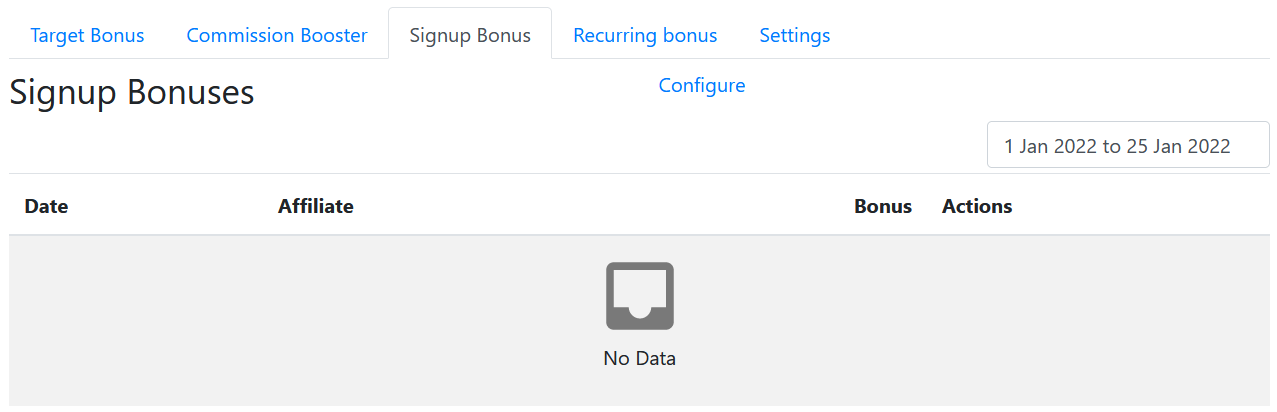 Target Bonus Commission Booster Signup Bonus Recurring bonus Settings
Signup Bonuses Configure
1 Jan 2022 to 25 Jan 2022
Date Affiliate Bonus Actions
No Data